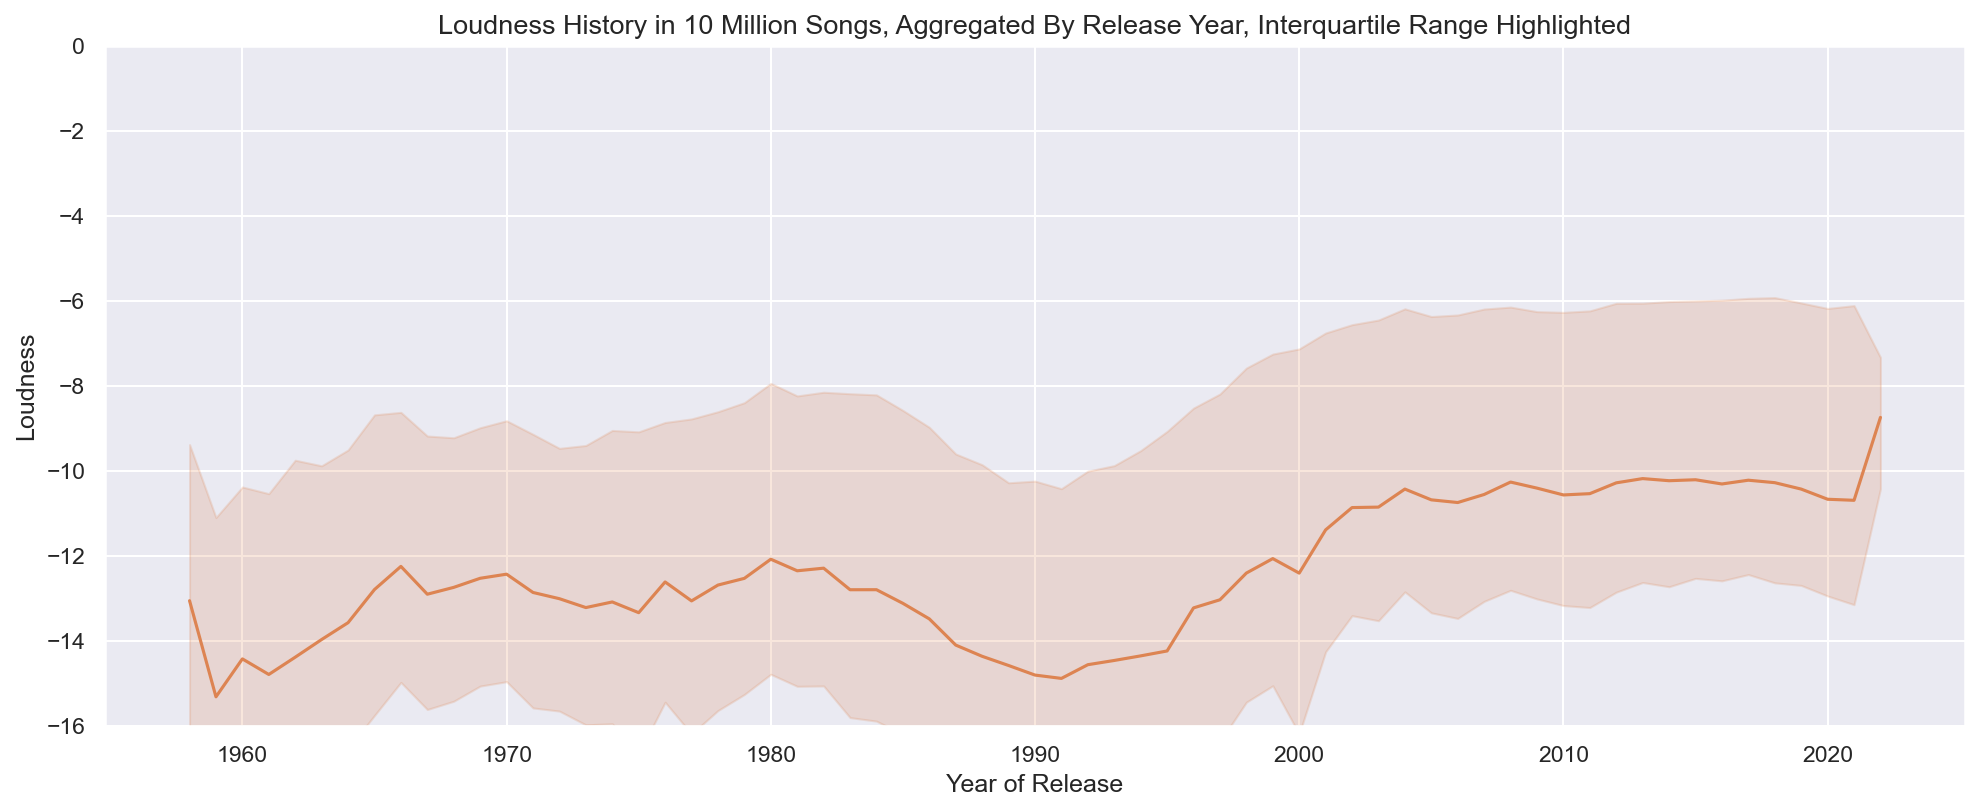 Loudness History in 10 Million Songs, Aggregated By Release Year, Interquartile Range Highlighted
0
−2
−4
−6
−8
−10
−12
−14
−16
Loudness
1960 1970 1980 1990 2000 2010 2020
Year of Release